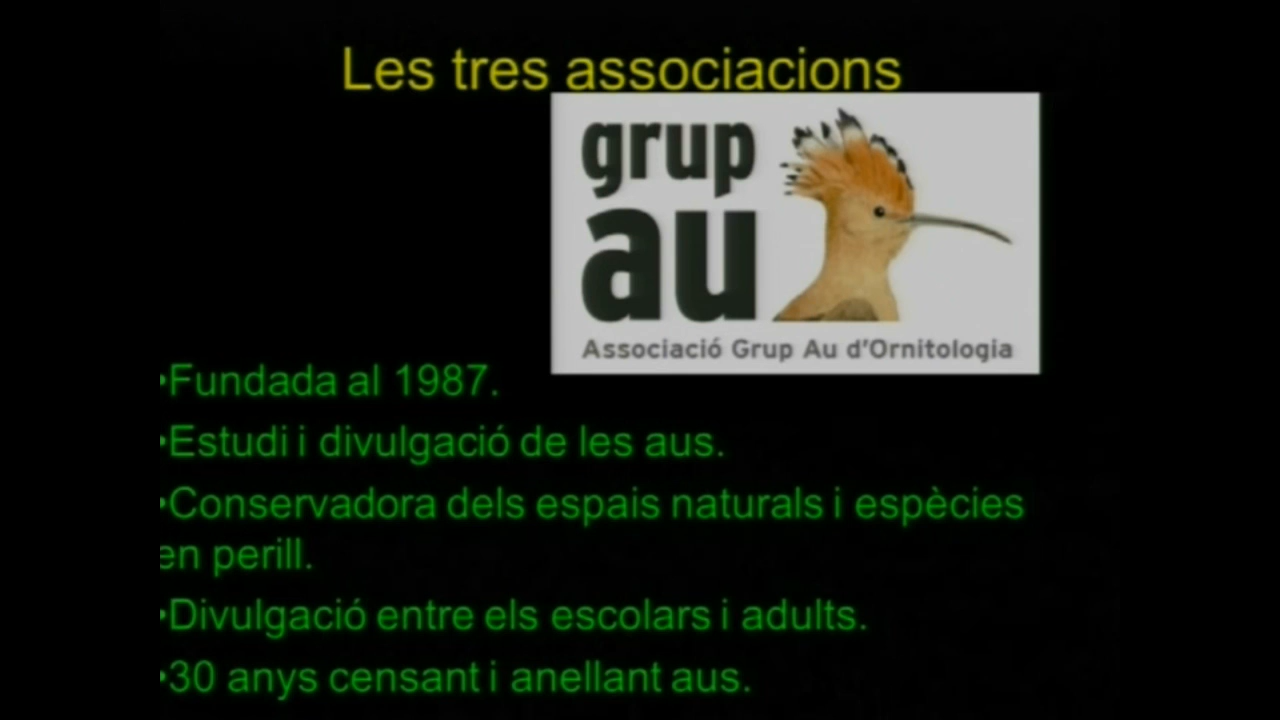 Les tres associacions
grup
au
Associació Grup Au d'Ornitologia
•Fundada al 1987.
•Estudi i divulgació de les aus.
•Conservadora dels espais naturals i espècies
en perill.
•Divulgació entre els escolars i adults.
•30 anys censant i anellant aus.